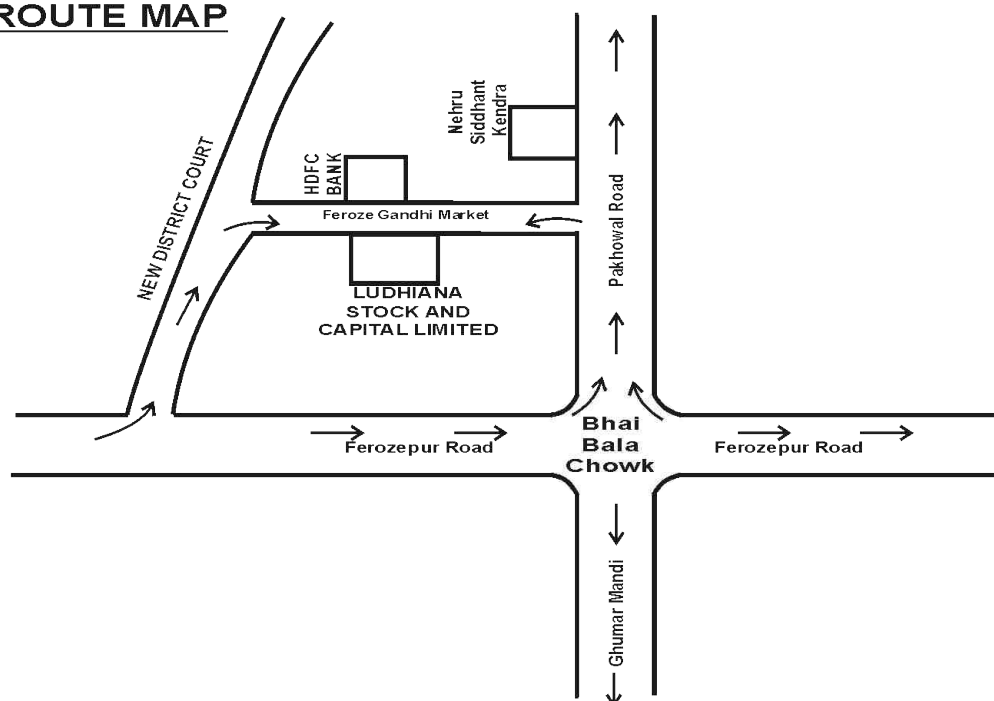 ROUTE MAP
Nehru
Siddhant
Kendra
HDFC
BANK
NEW DISTRICT COURT
Feroze Gandhi Market
Pakhowal Road
LUDHIANA
STOCK AND
CAPITAL LIMITED
Bhai
Bala
Chowk
Ferozepur Road
Ferozepur Road
Ghumar Mandi